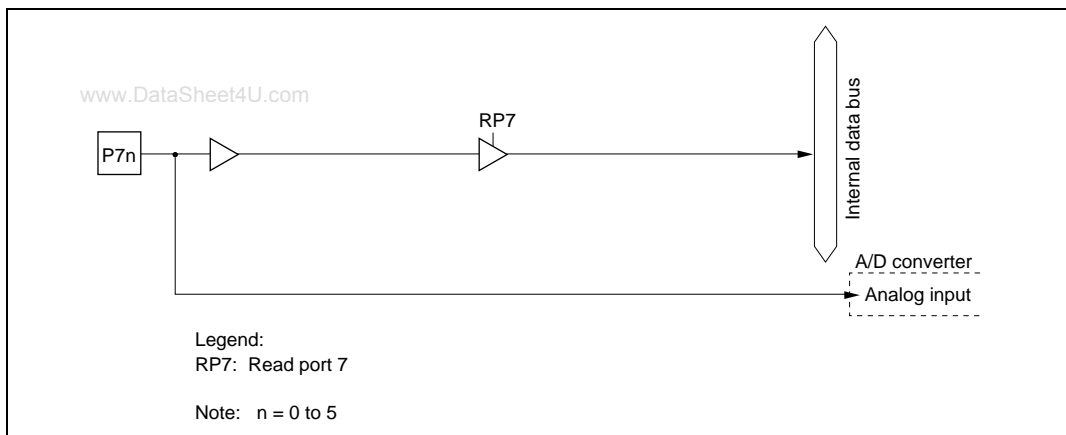 www.DataSheet4U.com
RP7
P7n
Internal data bus
A/D converter
Analog input
Legend:
RP7: Read port 7
Note: n = 0 to 5